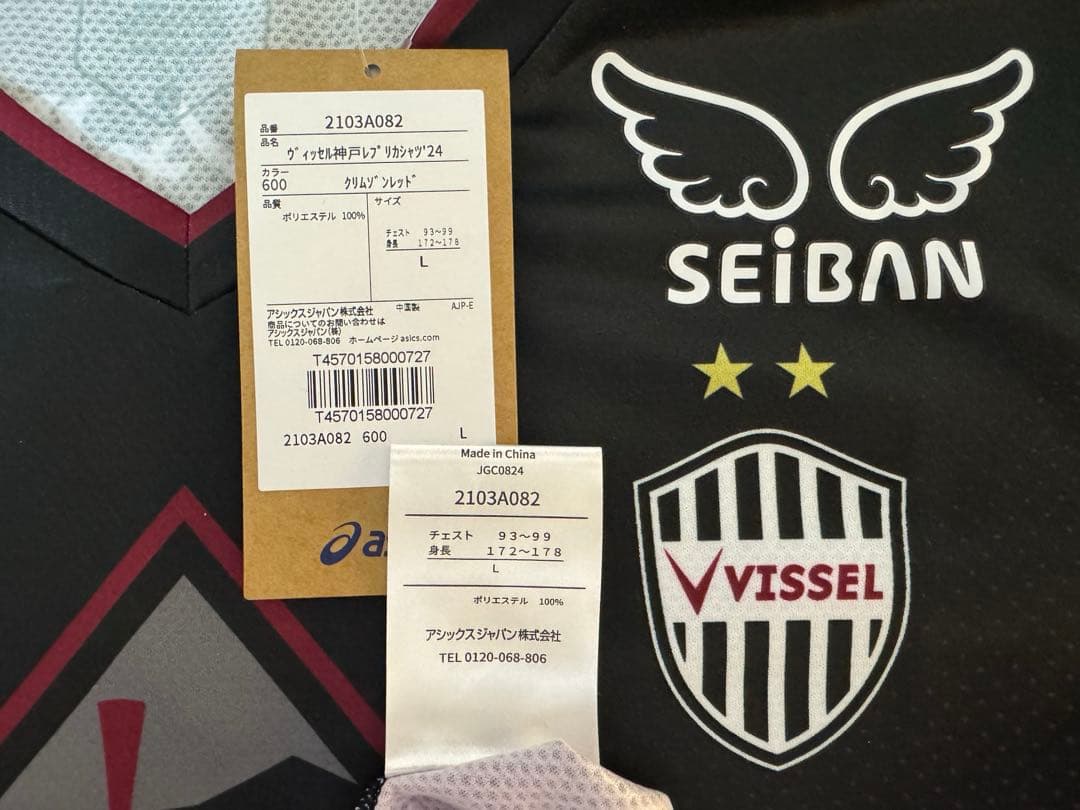 品番 2103A082
品名
ヴィッセル神戸レプリカシャツ'24
カラー
600 クリムゾンレッド
品質 サイズ
ポリエステル 100%
チェスト 93~99
身長 172~178
L
アシックスジャパン株式会社 中国製 AJP-E
商品についてのお問い合わせは
アシックスジャパン(株)
TEL 0120-068-806 ホームページ asics.com
T4570158000727
T4570158000727
2103A082 600 L
as
Made in China
JGC0824
2103A082
チェスト 93~99
身長 172~178
L
ポリエステル 100%
アシックスジャパン株式会社
TEL 0120-068-806
SEiBAN
VISSEL